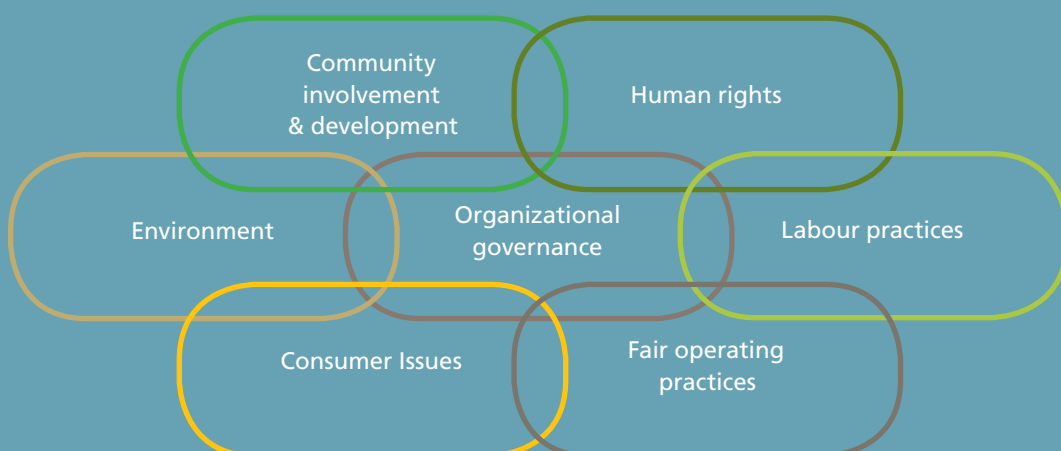 Community
involvement
& development
Human rights
Environment
Organizational
governance
Labour practices
Consumer Issues
Fair operating
practices